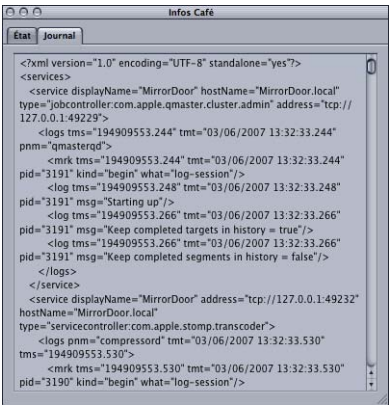 Infos Café
État Journal
<?xml version="1.0" encoding="UTF-8" standalone="yes"?>
<services>
<service displayName="MirrorDoor" hostName="MirrorDoor.local"
type="jobcontroller:com.apple.qmaster.cluster.admin" address="tcp://
127.0.0.1:49229">
<logs tms="194909553.244" tmt="03/06/2007 13:32:33.244"
pnm="qmasterqd">
<mrk tms="194909553.244" tmt="03/06/2007 13:32:33.244"
pid="3191" kind="begin" what="log-session"/>
<log tms="194909553.248" tmt="03/06/2007 13:32:33.248"
pid="3191" msg="Starting up"/>
<log tms="194909553.266" tmt="03/06/2007 13:32:33.266"
pid="3191" msg="Keep completed targets in history = true"/>
<log tms="194909553.266" tmt="03/06/2007 13:32:33.266"
pid="3191" msg="Keep completed segments in history = false"/>
</logs>
</service>
<service displayName="MirrorDoor" address="tcp://127.0.0.1:49232"
hostName="MirrorDoor.local"
type="servicecontroller:com.apple.stomp.transcoder">
<logs pnm="compressord" tmt="03/06/2007 13:32:33.530"
tms="194909553.530">
<mrk tms="194909553.530" tmt="03/06/2007 13:32:33.530"
pid="3190" kind="begin" what="log-session"/>